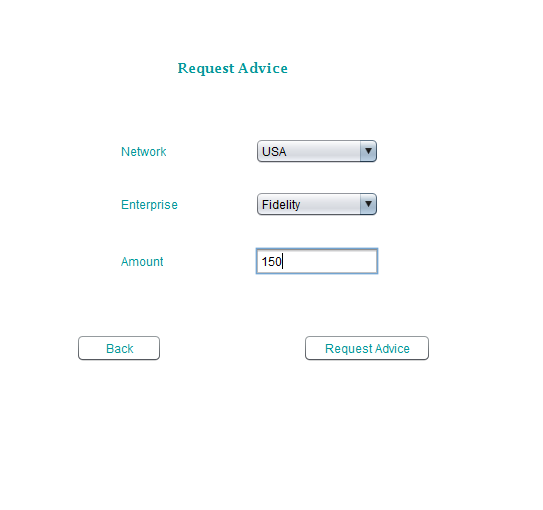 Request Advice
Network USA
Enterprise Fidelity
Amount 150
Back Request Advice